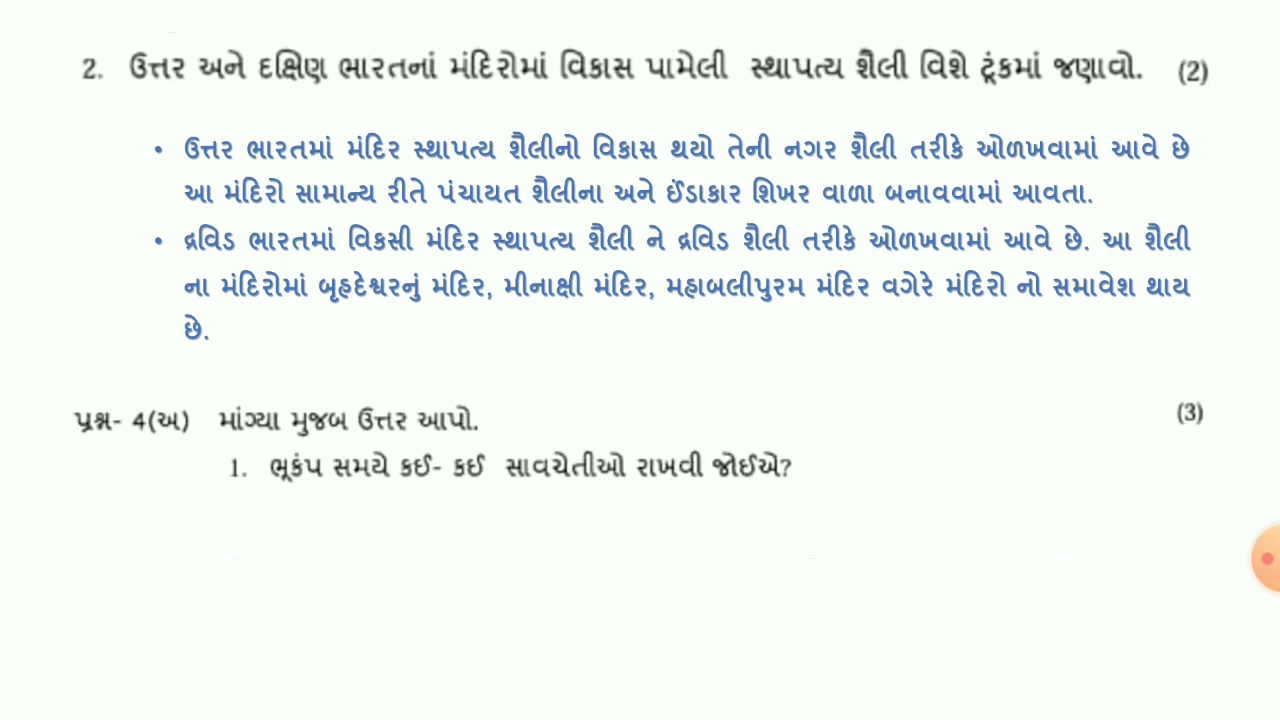 2. ઉત્તર અને દક્ષિણ ભારતનાં મંદિરોમાં વિકાસ પામેલી સ્થાપત્ય શૈલી વિશે ટૂંકમાં જણાવો. (2)
• ઉત્તર ભારતમાં મંદિર સ્થાપત્ય શૈલીનો વિકાસ થયો તેની નગર શૈલી તરીકે ઓળખવામાં આવે છે
આ મંદિરો સામાન્ય રીતે પંચાયત શૈલીના અને ઈંડાકાર શિખર વાળા બનાવવામાં આવતા.
• દ્રવિડ ભારતમાં વિકસી મંદિર સ્થાપત્ય શૈલી ને દ્રવિડ શૈલી તરીકે ઓળખવામાં આવે છે. આ શૈલી
ના મંદિરોમાં બૃહદેશ્વરનું મંદિર, મીનાક્ષી મંદિર, મહાબલીપુરમ મંદિર વગેરે મંદિરો નો સમાવેશ થાય
છે.
પ્રશ્ન- 4(અ) માંગ્યા મુજબ ઉત્તર આપો. (3)
1. ભૂકંપ સમયે કઈ- કઈ સાવચેતીઓ રાખવી જોઈએ?